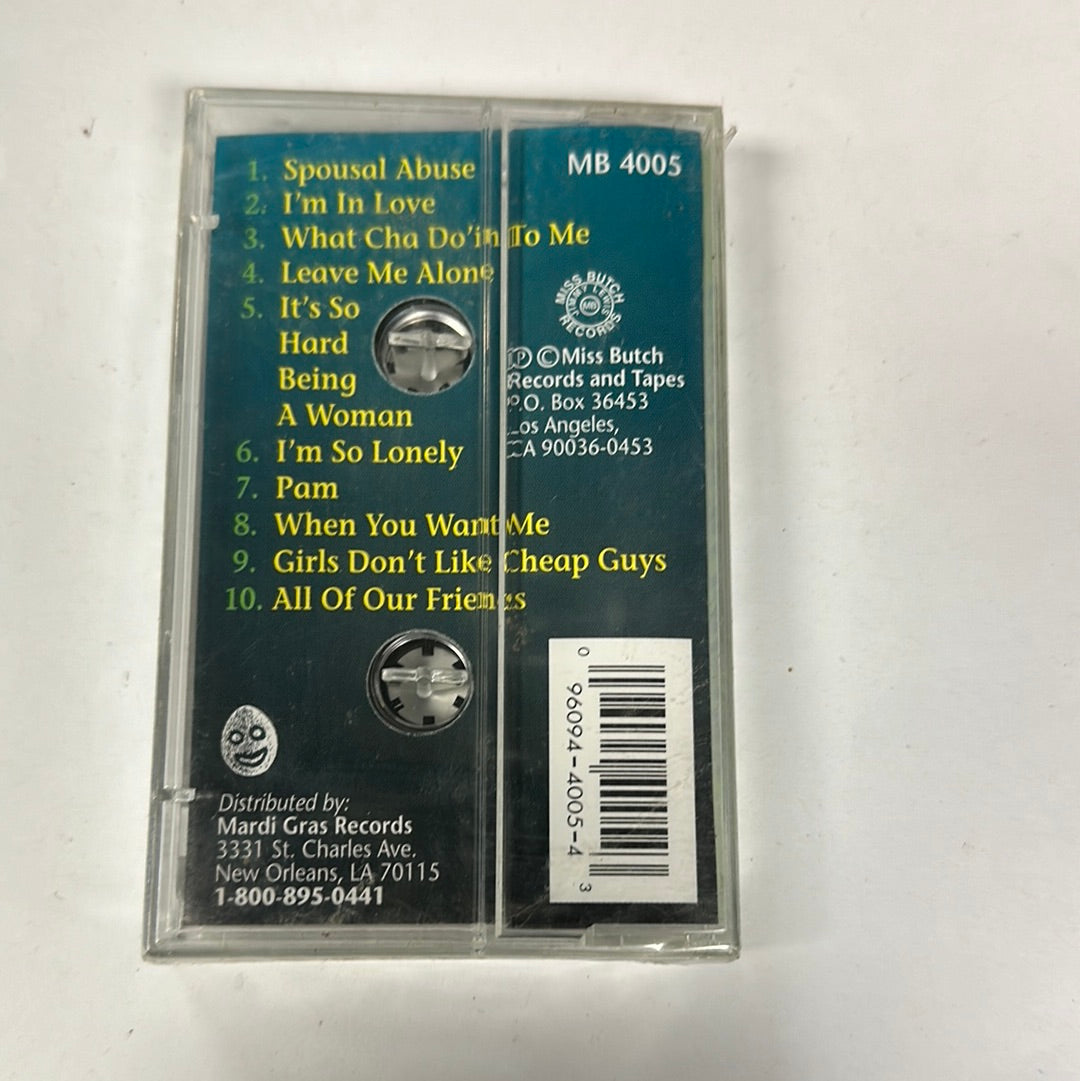 1. Spousal Abuse
2. I'm In Love
3. What Cha Do'in To Me
4. Leave Me Alone
5. It's So
Hard
Being
A Woman
6. I'm So Lonely
7. Pam
8. When You Want Me
9. Girls Don't Like Cheap Guys
10. All Of Our Friends
Distributed by:
Mardi Gras Records
3331 St. Charles Ave.
New Orleans, LA 70115
1-800-895-0441
MB 4005
MISS BUTCH
JIMMY LEWIS
MB
RECORDS
Ⓟ ©Miss Butch
Records and Tapes
P.O. Box 36453
Los Angeles,
CA 90036-0453
0 96094-4005-4 3